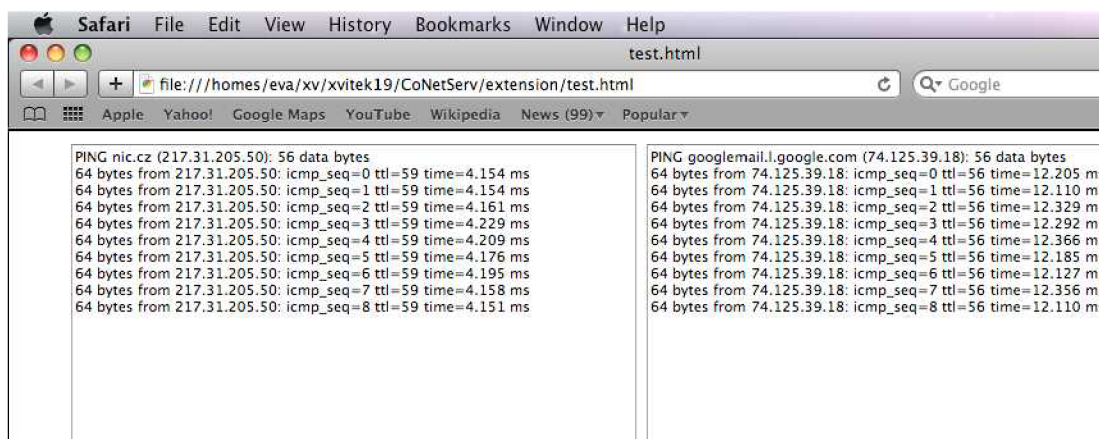 Safari File Edit View History Bookmarks Window Help
test.html
file:///homes/eva/xv/xvitek19/CoNetServ/extension/test.html
Google
Apple Yahoo! Google Maps YouTube Wikipedia News (99) Popular
PING nic.cz (217.31.205.50): 56 data bytes
64 bytes from 217.31.205.50: icmp_seq=0 ttl=59 time=4.154 ms
64 bytes from 217.31.205.50: icmp_seq=1 ttl=59 time=4.154 ms
64 bytes from 217.31.205.50: icmp_seq=2 ttl=59 time=4.161 ms
64 bytes from 217.31.205.50: icmp_seq=3 ttl=59 time=4.229 ms
64 bytes from 217.31.205.50: icmp_seq=4 ttl=59 time=4.209 ms
64 bytes from 217.31.205.50: icmp_seq=5 ttl=59 time=4.176 ms
64 bytes from 217.31.205.50: icmp_seq=6 ttl=59 time=4.195 ms
64 bytes from 217.31.205.50: icmp_seq=7 ttl=59 time=4.158 ms
64 bytes from 217.31.205.50: icmp_seq=8 ttl=59 time=4.151 ms
PING googlemail.l.google.com (74.125.39.18): 56 data bytes
64 bytes from 74.125.39.18: icmp_seq=0 ttl=56 time=12.205 m
64 bytes from 74.125.39.18: icmp_seq=1 ttl=56 time=12.110 m
64 bytes from 74.125.39.18: icmp_seq=2 ttl=56 time=12.329 m
64 bytes from 74.125.39.18: icmp_seq=3 ttl=56 time=12.292 m
64 bytes from 74.125.39.18: icmp_seq=4 ttl=56 time=12.366 m
64 bytes from 74.125.39.18: icmp_seq=5 ttl=56 time=12.185 m
64 bytes from 74.125.39.18: icmp_seq=6 ttl=56 time=12.127 m
64 bytes from 74.125.39.18: icmp_seq=7 ttl=56 time=12.356 m
64 bytes from 74.125.39.18: icmp_seq=8 ttl=56 time=12.110 m